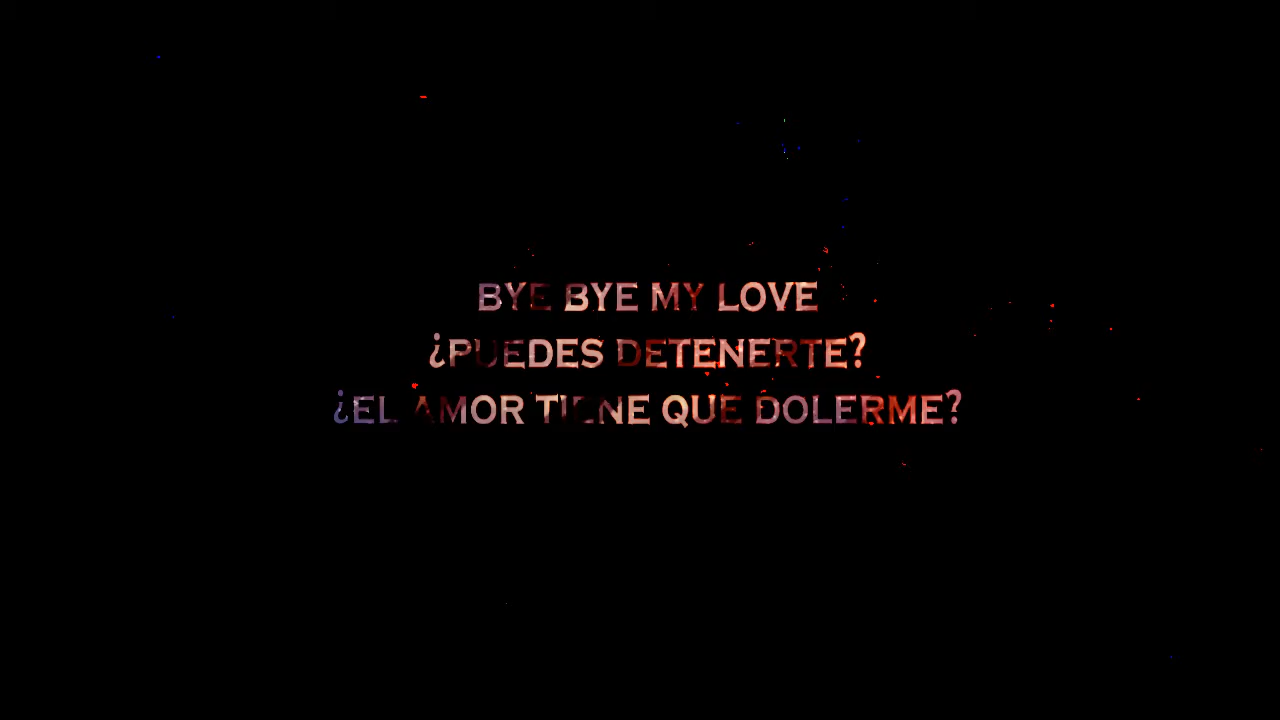 BYE BYE MY LOVE
¿PUEDES DETENERTE?
¿EL AMOR TIENE QUE DOLERME?